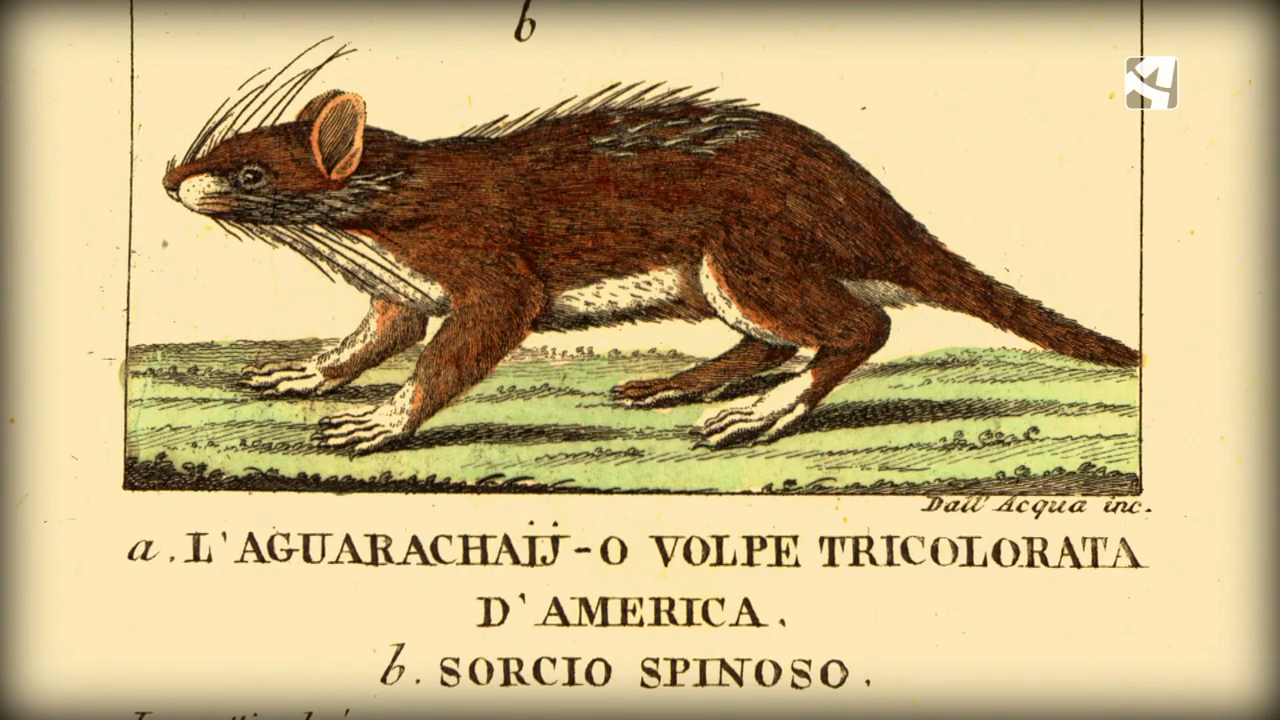 b
Dall' Acqua inc.
a. L'AGUARACHAIJ-O VOLPE TRICOLORATA
D'AMERICA.
b. SORCIO SPINOSO.